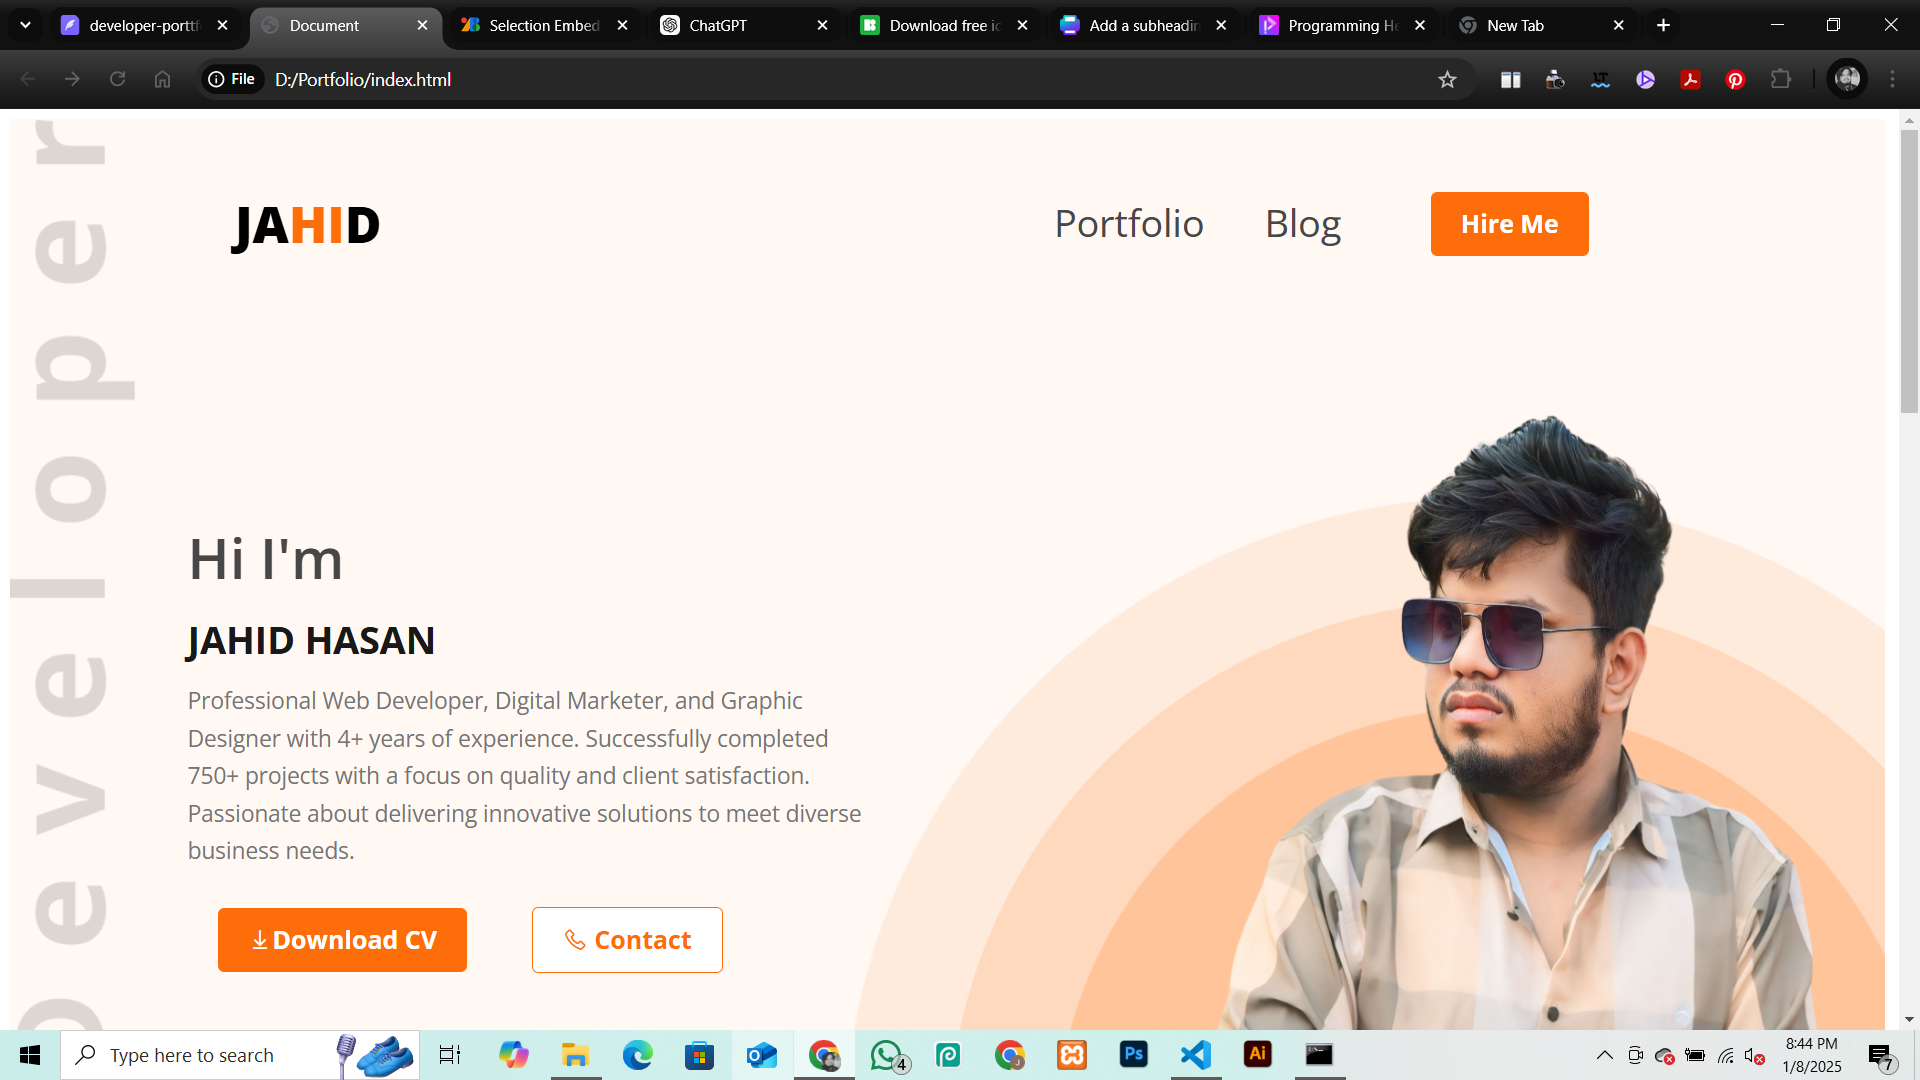 developer-portf
Document
Selection Embed
ChatGPT
Download free ic
Add a subheadin
Programming He
New Tab
File
D:/Portfolio/index.html
JAHID
Portfolio
Blog
Hire Me
Developer
Hi I'm
JAHID HASAN
Professional Web Developer, Digital Marketer, and Graphic
Designer with 4+ years of experience. Successfully completed
750+ projects with a focus on quality and client satisfaction.
Passionate about delivering innovative solutions to meet diverse
business needs.
Download CV
Contact
Type here to search
4
Ps
Ai
8:44 PM
1/8/2025
7